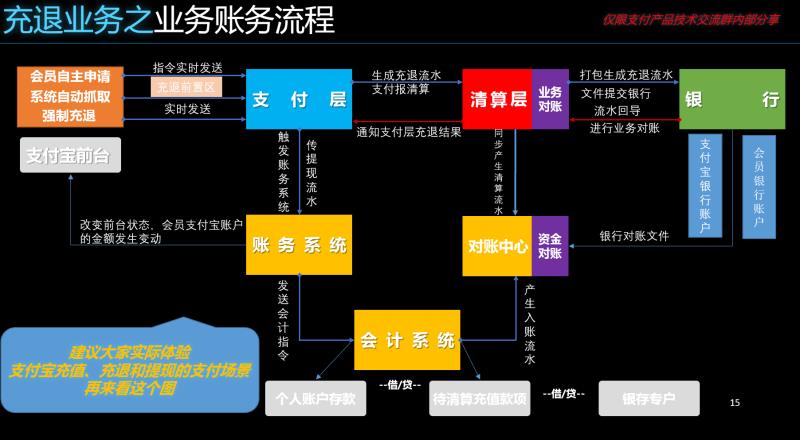 充退业务之业务账务流程
仅限支付产品技术交流群内部分享
会员自主申请
系统自动抓取
强制充退
指令实时发送
充退前置区
实时发送
支付层
生成充退流水
支付报清算
通知支付层充退结果
清算层
业务
对账
打包生成充退流水
文件提交银行
流水回导
进行业务对账
银行
支付宝前台
触发账务系统
传提现流水
同步产生清算流水
支付宝银行账户
会员银行账户
改变前台状态，会员支付宝账户
的金额发生变动
账务系统
对账中心
资金
对账
银行对账文件
发送会计指令
产生入账流水
会计系统
建议大家实际体验
支付宝充值、充退和提现的支付场景
再来看这个图
个人账户存款
--借/贷--
待清算充值款项
--借/贷--
银存专户
15